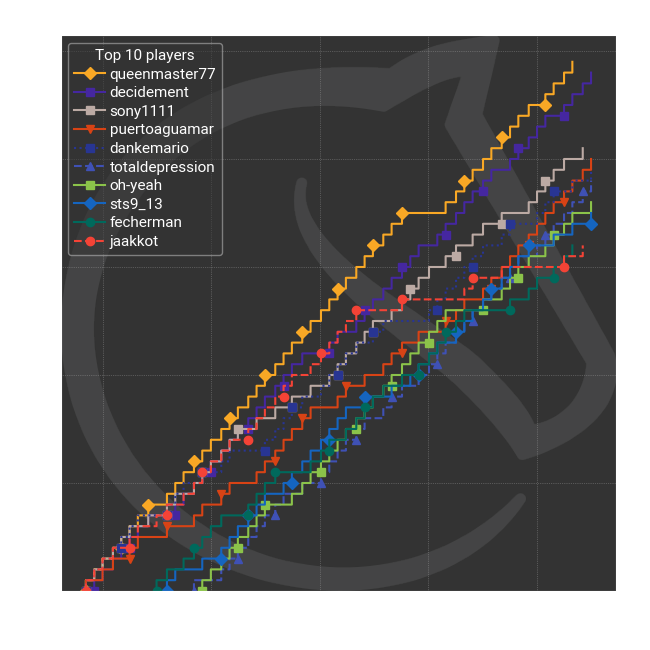 Top 10 players
queenmaster77
decidement
sony1111
puertoaguamar
dankemario
totaldepression
oh-yeah
sts9_13
fecherman
jaakkot